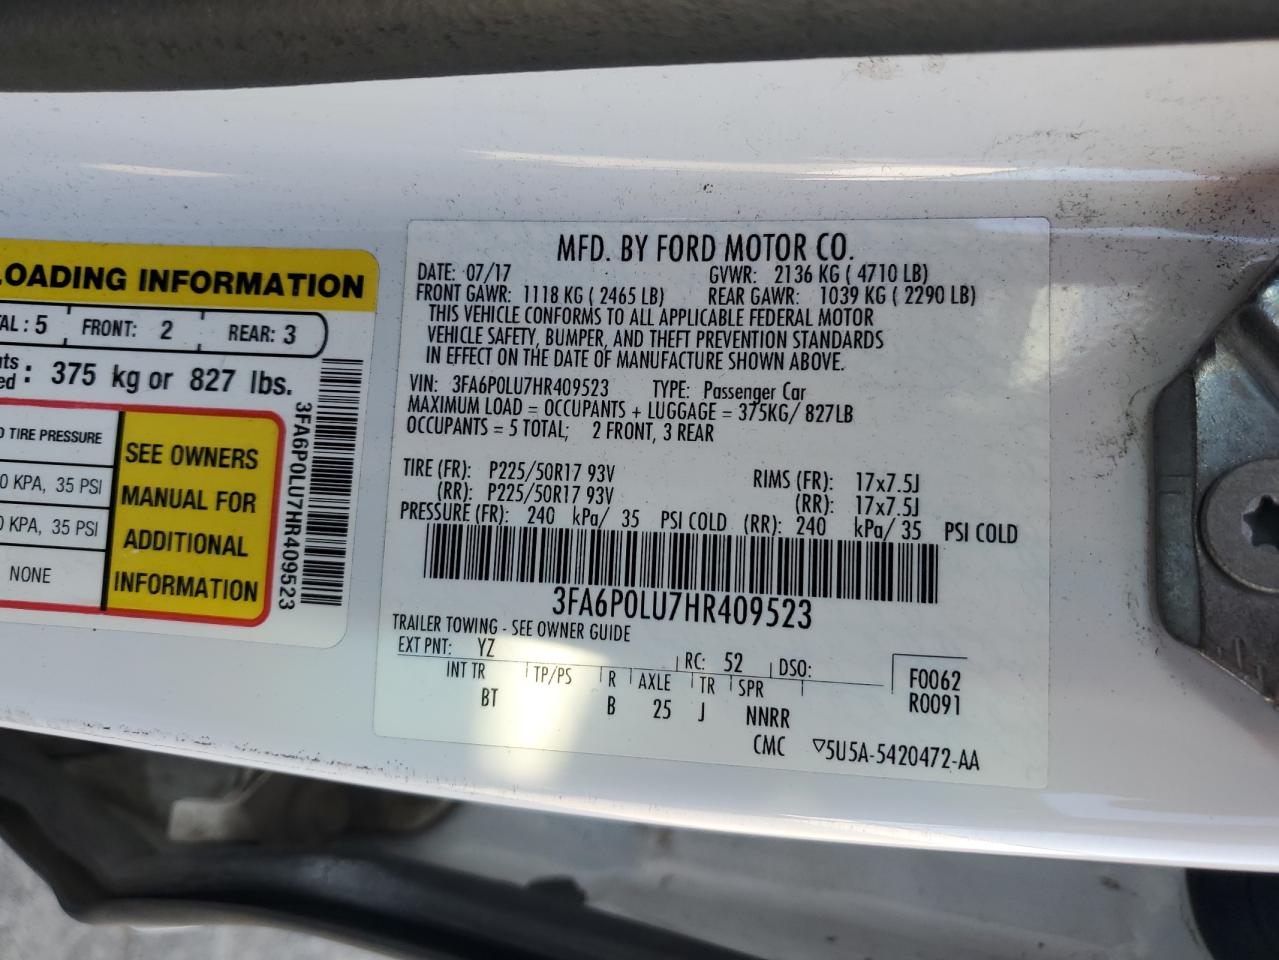 LOADING INFORMATION
: 5 FRONT: 2 REAR: 3
: 375 kg or 827 lbs.
TIRE PRESSURE
KPA, 35 PSI
KPA, 35 PSI
NONE
SEE OWNERS
MANUAL FOR
ADDITIONAL
INFORMATION
3FA6P0LU7HR409523
MFD. BY FORD MOTOR CO.
DATE: 07/17 GVWR: 2136 KG ( 4710 LB)
FRONT GAWR: 1118 KG ( 2465 LB) REAR GAWR: 1039 KG ( 2290 LB)
THIS VEHICLE CONFORMS TO ALL APPLICABLE FEDERAL MOTOR
VEHICLE SAFETY, BUMPER, AND THEFT PREVENTION STANDARDS
IN EFFECT ON THE DATE OF MANUFACTURE SHOWN ABOVE.
VIN: 3FA6P0LU7HR409523 TYPE: Passenger Car
MAXIMUM LOAD = OCCUPANTS + LUGGAGE = 375KG/ 827LB
OCCUPANTS = 5 TOTAL; 2 FRONT, 3 REAR
TIRE (FR): P225/50R17 93V RIMS (FR): 17x7.5J
(RR): P225/50R17 93V (RR): 17x7.5J
PRESSURE (FR): 240 kPa/ 35 PSI COLD (RR): 240 kPa/ 35 PSI COLD
3FA6P0LU7HR409523
TRAILER TOWING - SEE OWNER GUIDE
EXT PNT: YZ RC: 52 DSO:
INT TR TP/PS R AXLE TR SPR
BT B 25 J NNRR
F0062
R0091
CMC ▽5U5A-5420472-AA